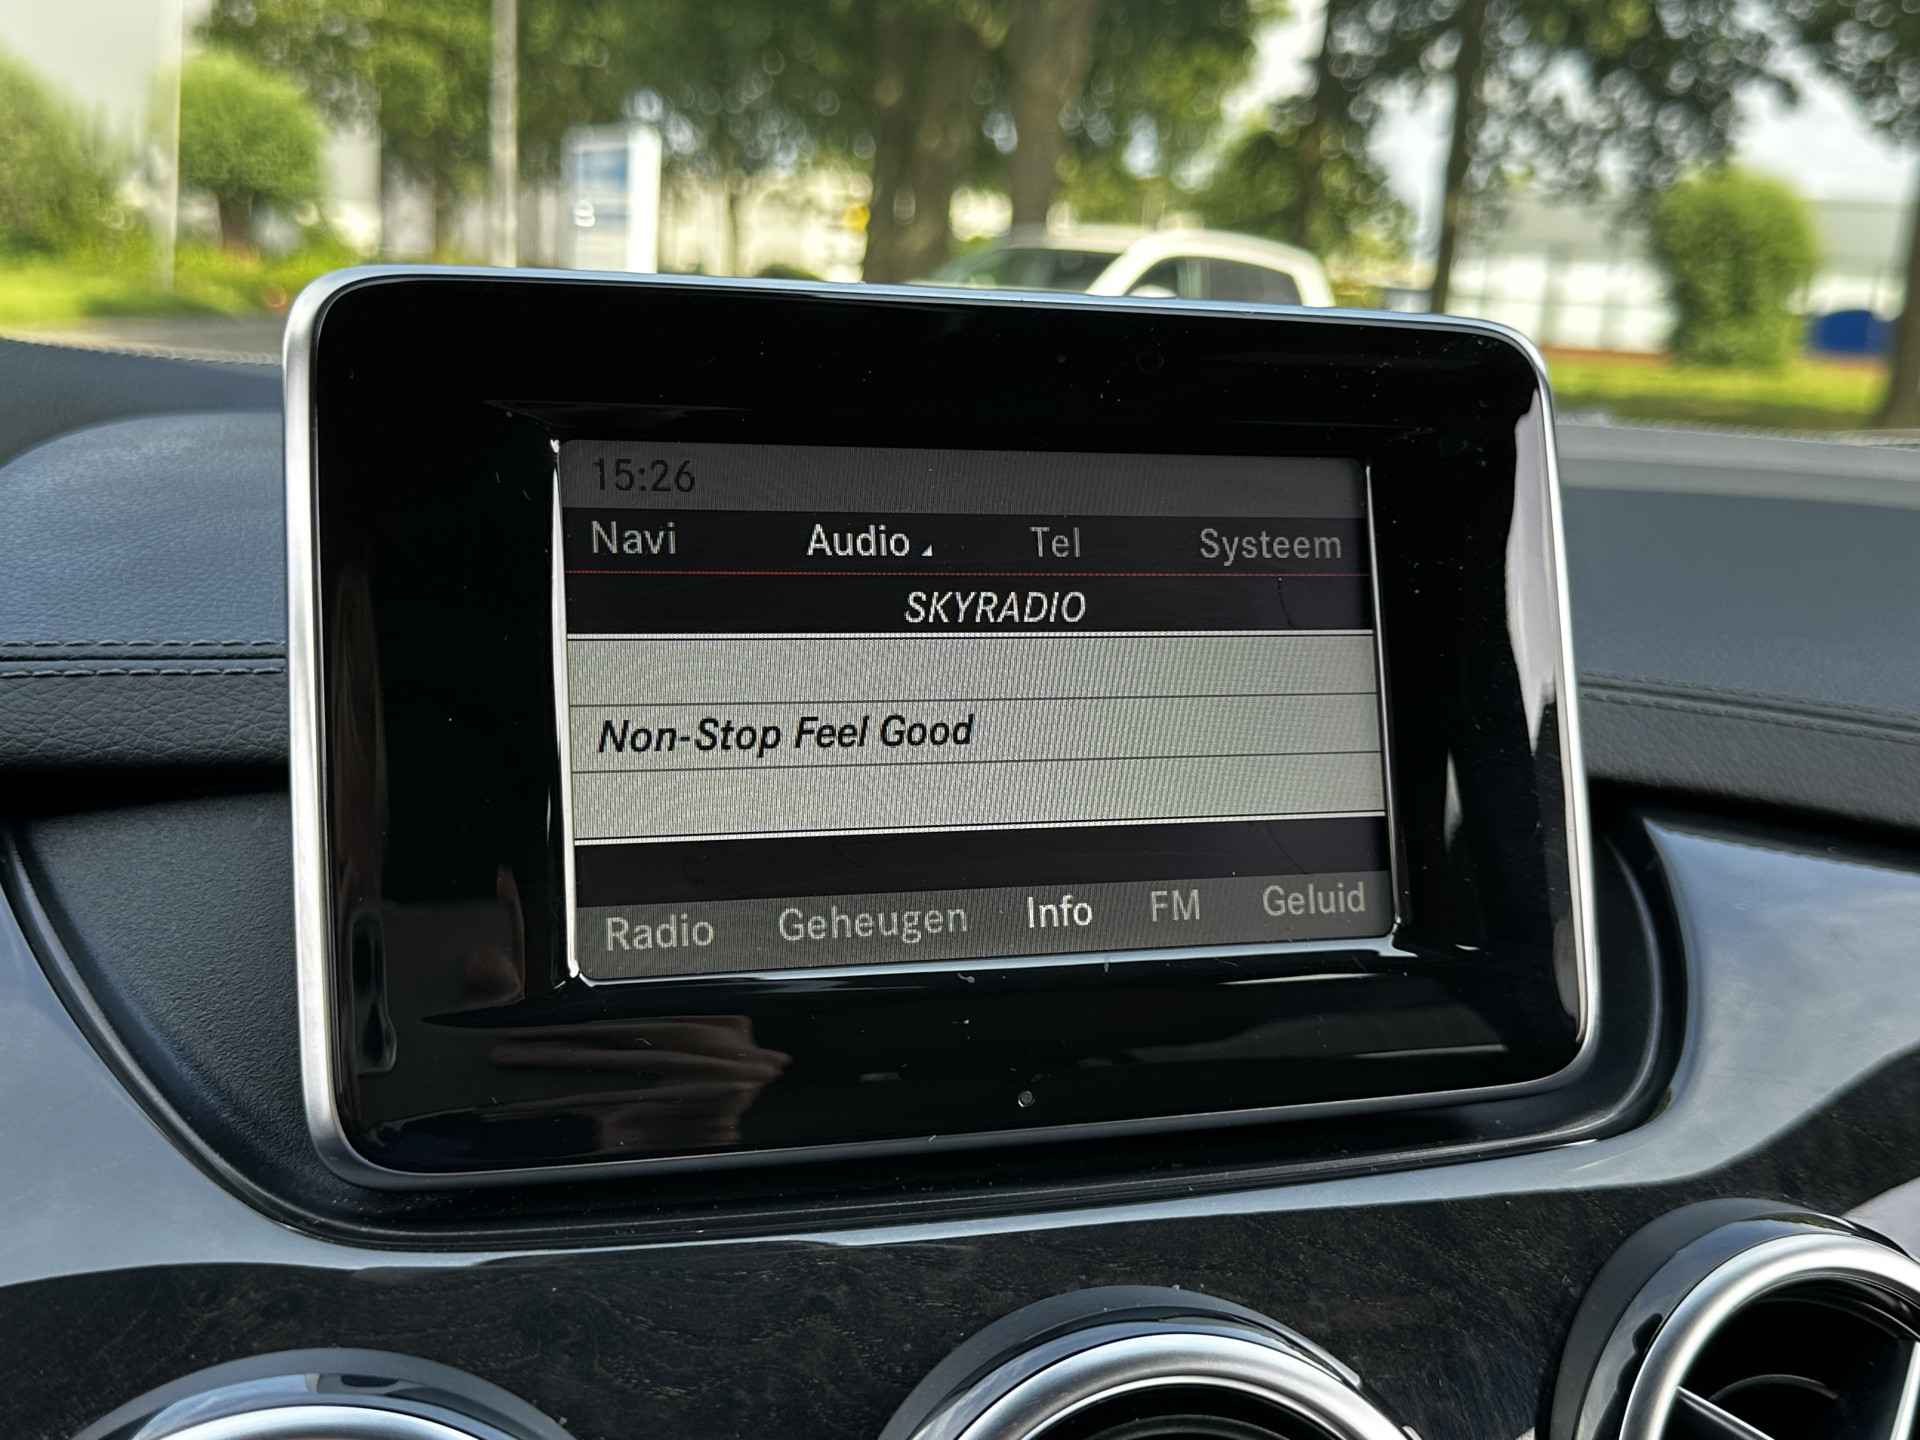 15:26
Navi Audio Tel Systeem
SKYRADIO
Non-Stop Feel Good
Radio Geheugen Info FM Geluid